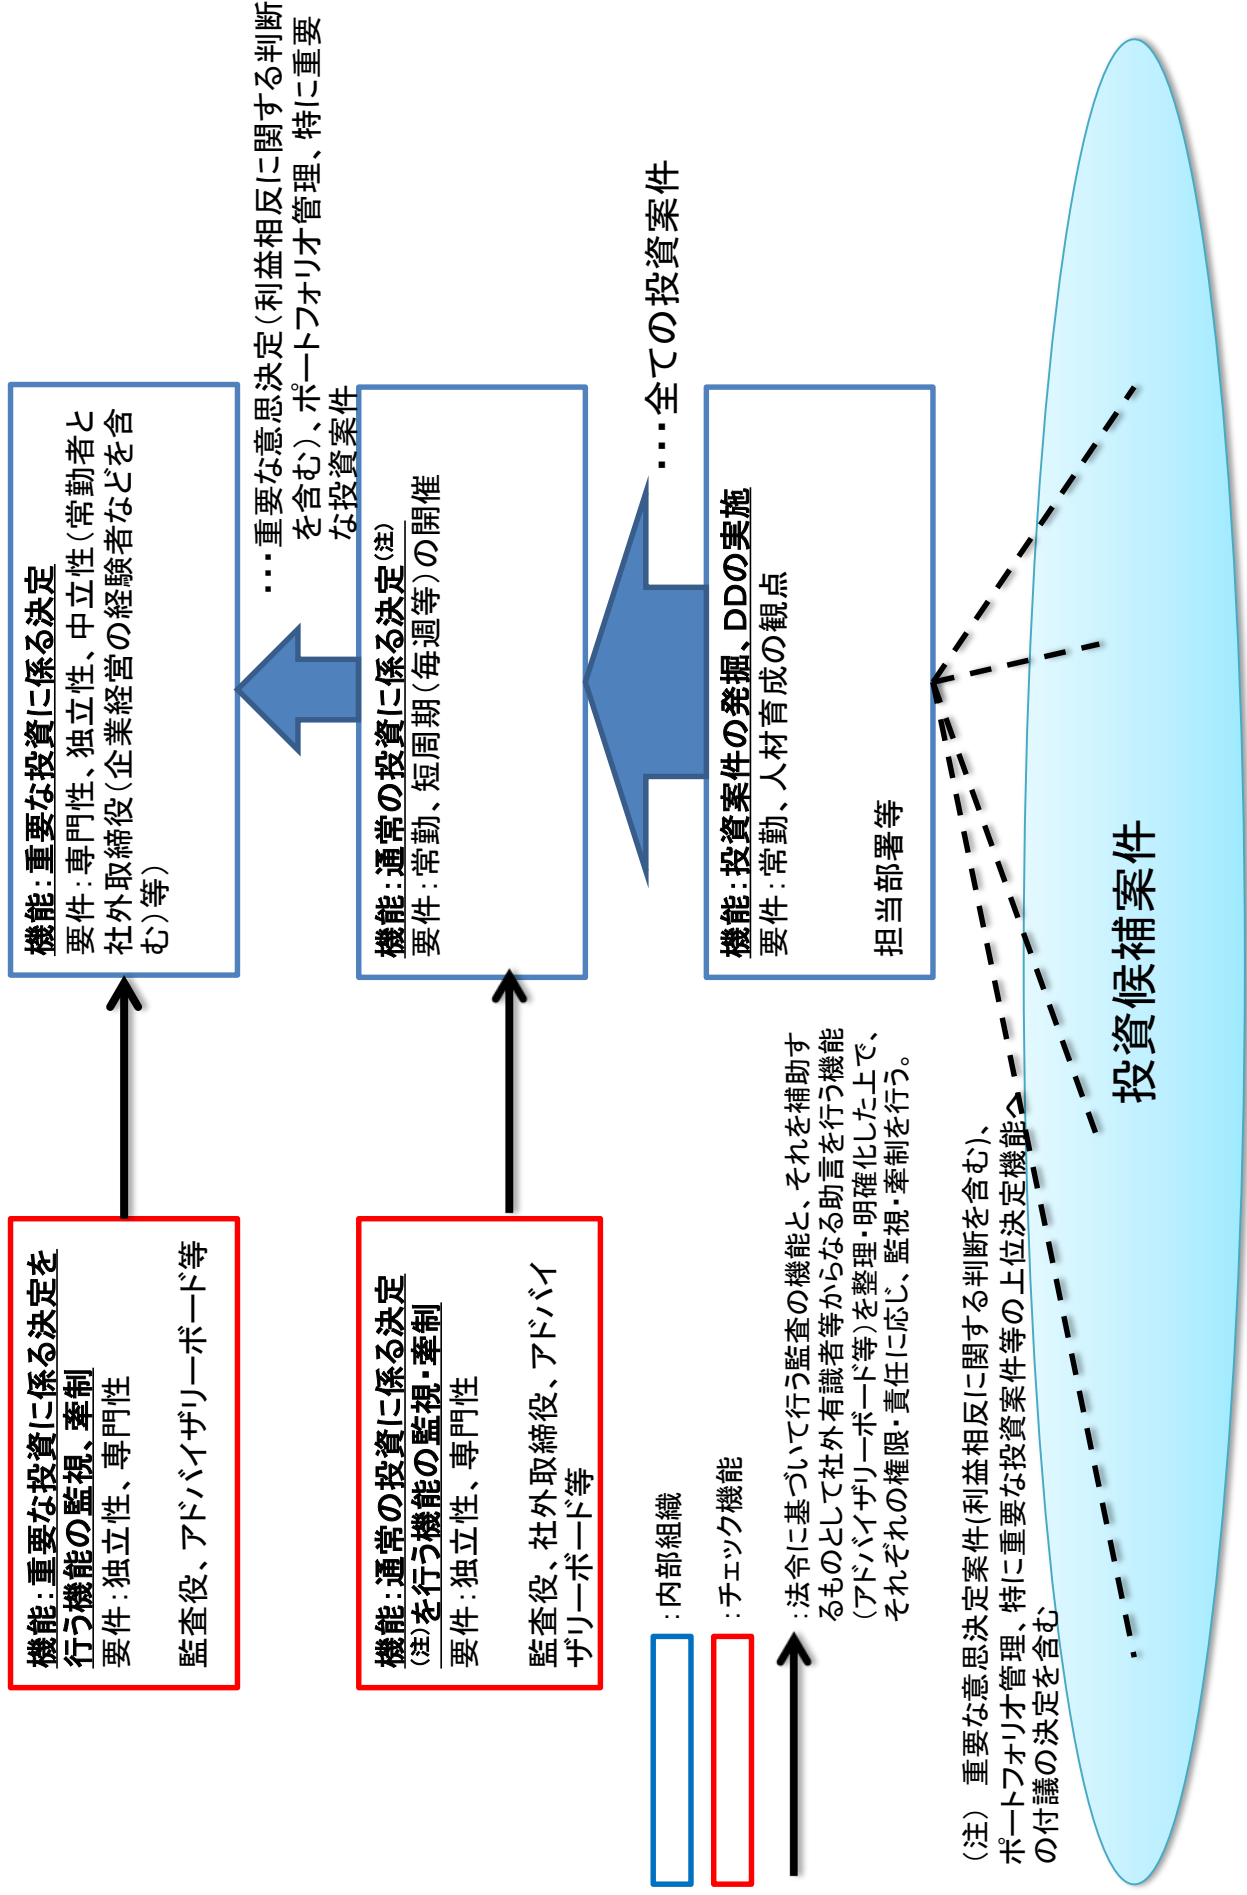 機能：重要な投資に係る決定を
行う機能の監視、牽制
要件：独立性、専門性
監査役、アドバイザリーボード等
機能：重要な投資に係る決定
要件：専門性、独立性、中立性（常勤者と
社外取締役（企業経営の経験者などを含
む）等）
・・・重要な意思決定（利益相反に関する判断
を含む）、ポートフォリオ管理、特に重要
な投資案件
機能：通常の投資に係る決定
（注）を行う機能の監視・牽制
要件：独立性、専門性
監査役、社外取締役、アドバイ
ザリーボード等
機能：通常の投資に係る決定（注）
要件：常勤、短周期（毎週等）の開催
・・・全ての投資案件
：内部組織
：チェック機能
：法令に基づいて行う監査の機能と、それを補助す
るものとして社外有識者等からなる助言を行う機能
（アドバイザリーボード等）を整理・明確化した上で、
それぞれの権限・責任に応じ、監視・牽制を行う。
機能：投資案件の発掘、DDの実施
要件：常勤、人材育成の観点
担当部署等
（注）　重要な意思決定案件(利益相反に関する判断を含む)、
ポートフォリオ管理、特に重要な投資案件等の上位決定機能へ
の付議の決定を含む
投資候補案件